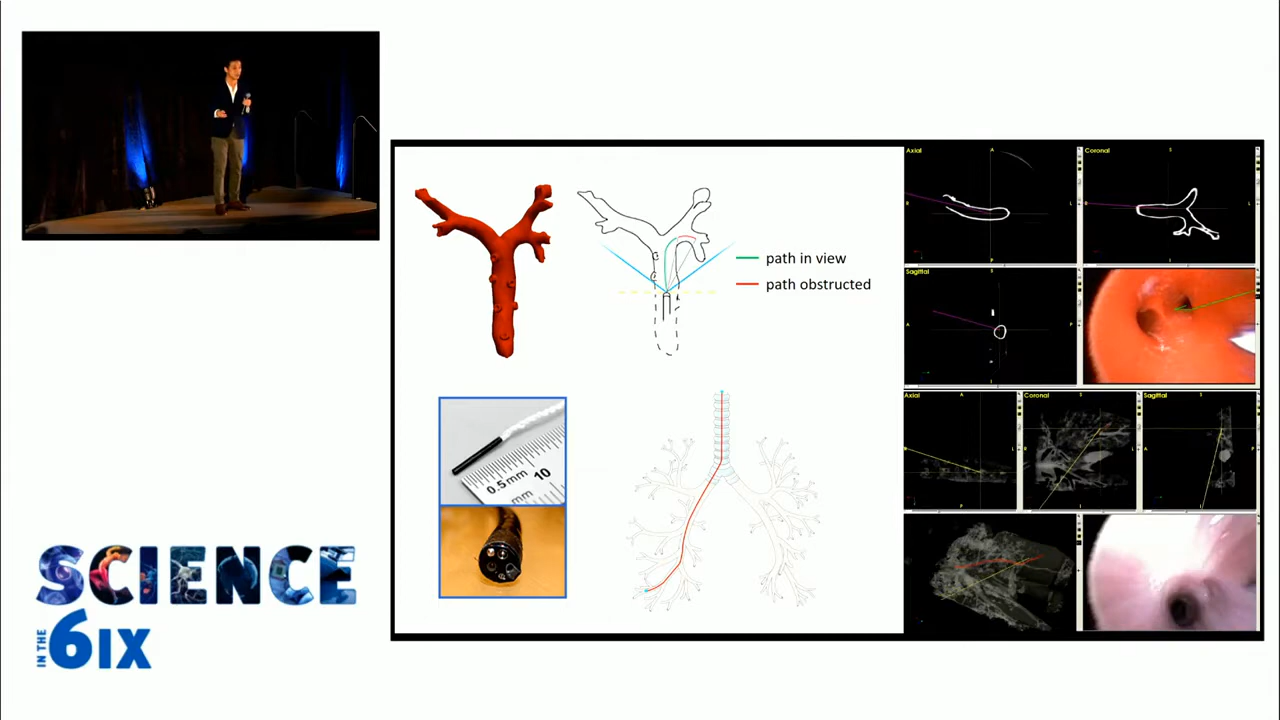 path in view
path obstructed
0.5mm 10
mm
Axial
A
R
L
P
Coronal
S
R
L
I
Sagittal
S
A
P
I
Axial
A
R
L
P
Coronal
S
R
L
I
Sagittal
S
A
P
I
SCIENCE
IN THE
6IX